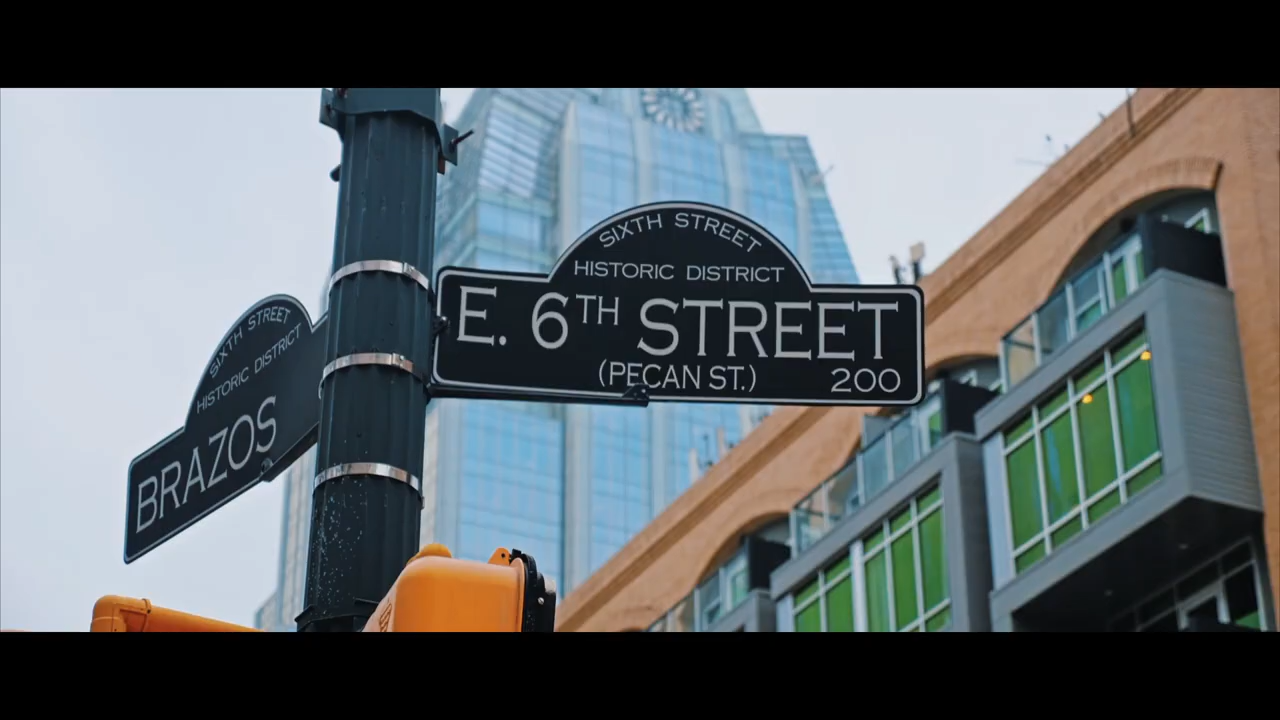 SIXTH STREET
HISTORIC DISTRICT
BRAZOS
SIXTH STREET
HISTORIC DISTRICT
E. 6TH STREET
(PECAN ST.) 200